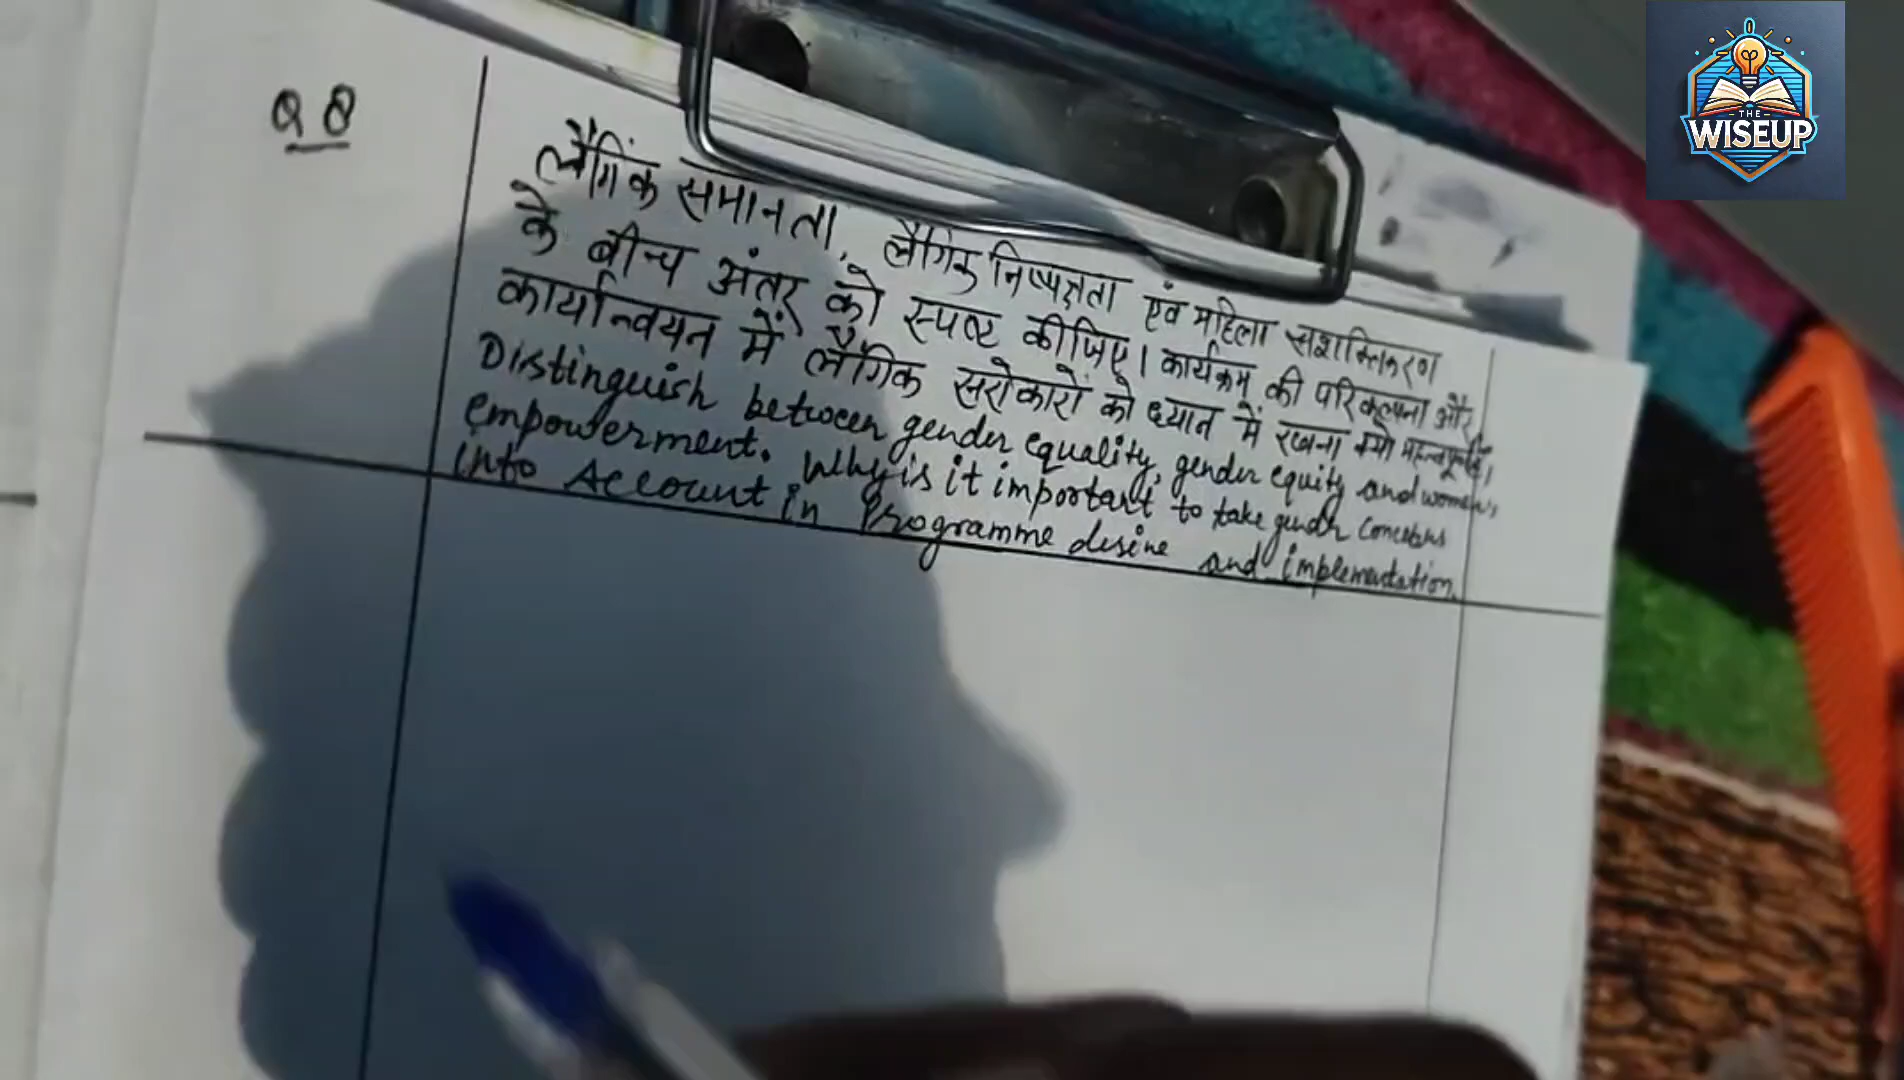 Q 8
लैंगिक समानता, लैंगिक निष्पक्षता एवं महिला सशक्तिकरण
के बीच अंतर को स्पष्ट कीजिए। कार्यक्रम की परिकल्पना और
कार्यान्वयन में लैंगिक सरोकारों को ध्यान में रखना क्यों महत्वपूर्ण है।
Distinguish between gender equality, gender equity and women's
empowerment. Why is it important to take gender concerns
into Account in Programme desine and implementation.
THE
WISEUP